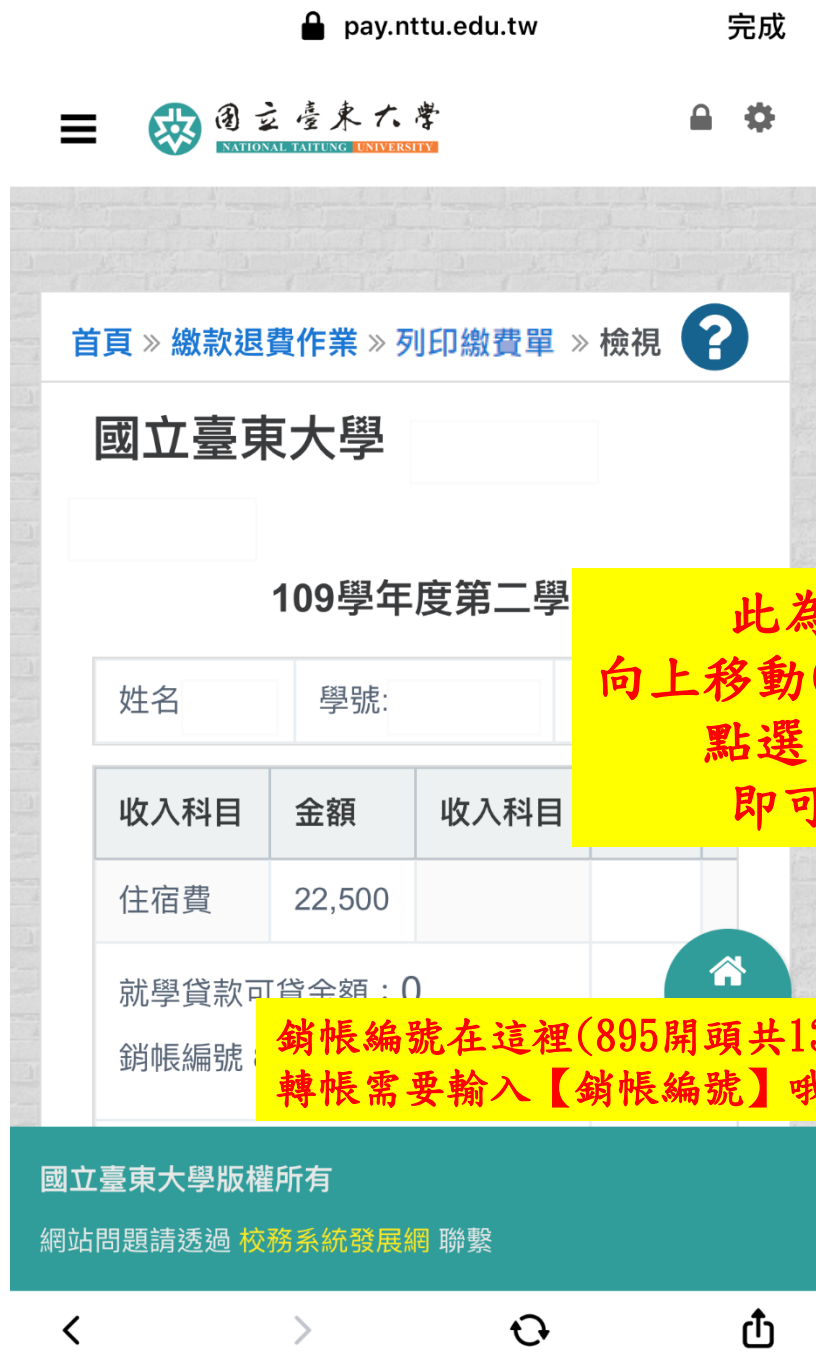 pay.nttu.edu.tw 完成
國立臺東大學
NATIONAL TAITUNG UNIVERSITY
首頁 » 繳款退費作業 » 列印繳費單 » 檢視
國立臺東大學
109學年度第二學
此為
向上移動(
點選
即可
姓名 學號:
收入科目 金額 收入科目
住宿費 22,500
就學貸款可貸金額：0
銷帳編號
銷帳編號在這裡(895開頭共13
轉帳需要輸入【銷帳編號】哦
國立臺東大學版權所有
網站問題請透過 校務系統發展網 聯繫